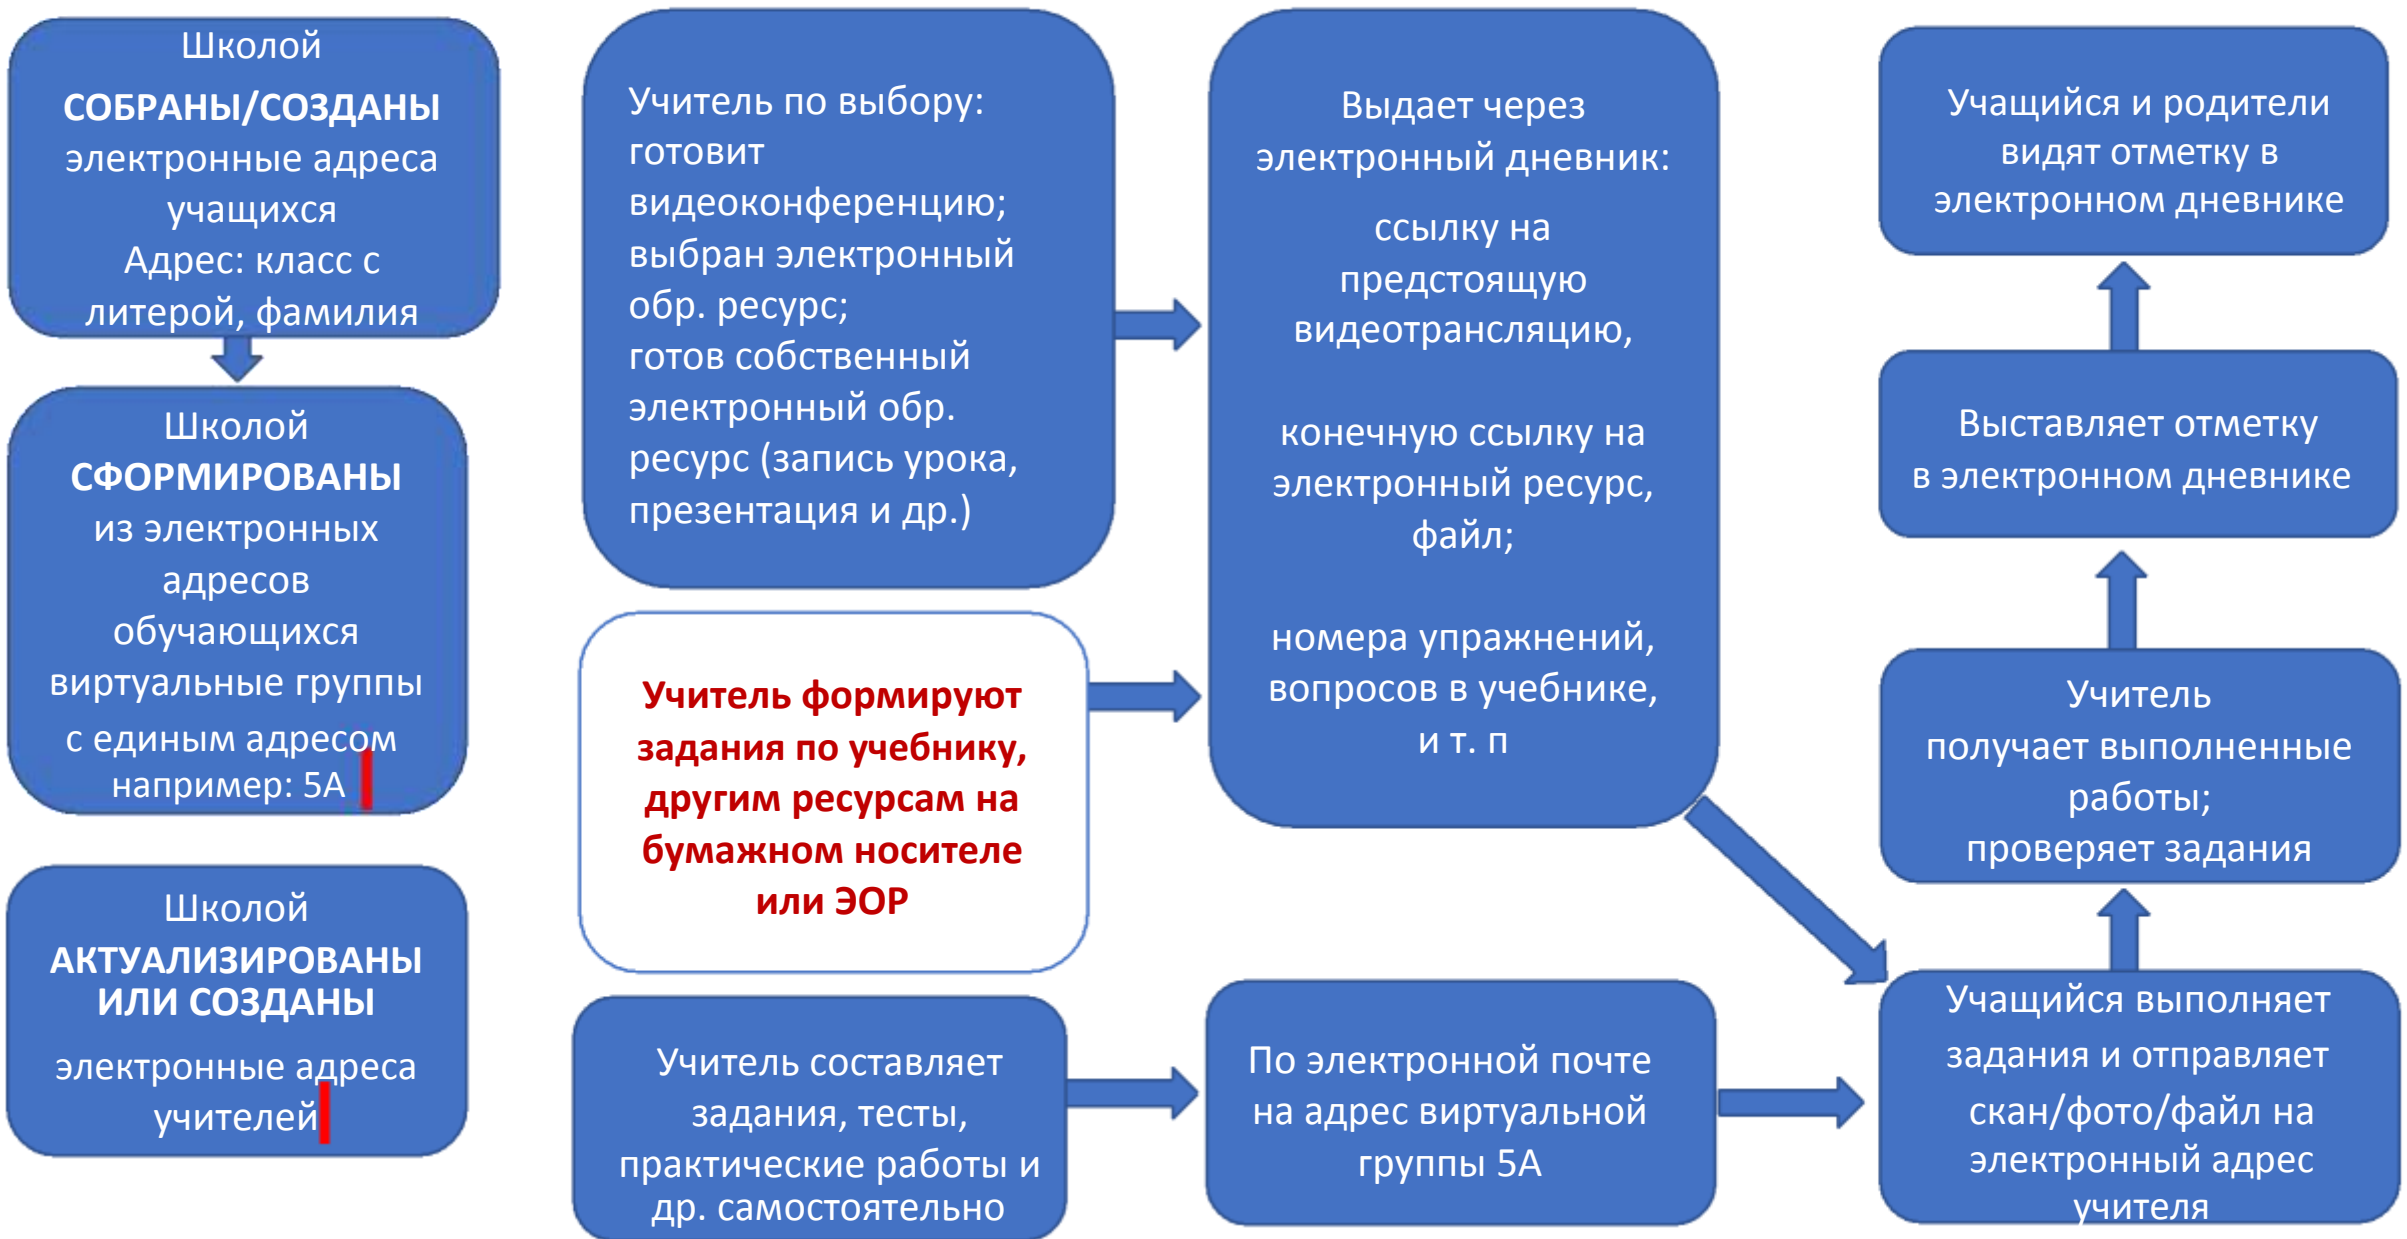 Школой
СОБРАНЫ/СОЗДАНЫ
электронные адреса
учащихся
Адрес: класс с
литерой, фамилия
Школой
СФОРМИРОВАНЫ
из электронных
адресов
обучающихся
виртуальные группы
с единым адресом
например: 5А
Школой
АКТУАЛИЗИРОВАНЫ
ИЛИ СОЗДАНЫ
электронные адреса
учителей
Учитель по выбору:
готовит
видеоконференцию;
выбран электронный
обр. ресурс;
готов собственный
электронный обр.
ресурс (запись урока,
презентация и др.)
Учитель формируют
задания по учебнику,
другим ресурсам на
бумажном носителе
или ЭОР
Учитель составляет
задания, тесты,
практические работы и
др. самостоятельно
Выдает через
электронный дневник:
ссылку на
предстоящую
видеотрансляцию,
конечную ссылку на
электронный ресурс,
файл;
номера упражнений,
вопросов в учебнике,
и т. п
По электронной почте
на адрес виртуальной
группы 5А
Учащийся и родители
видят отметку в
электронном дневнике
Выставляет отметку
в электронном дневнике
Учитель
получает выполненные
работы;
проверяет задания
Учащийся выполняет
задания и отправляет
скан/фото/файл на
электронный адрес
учителя